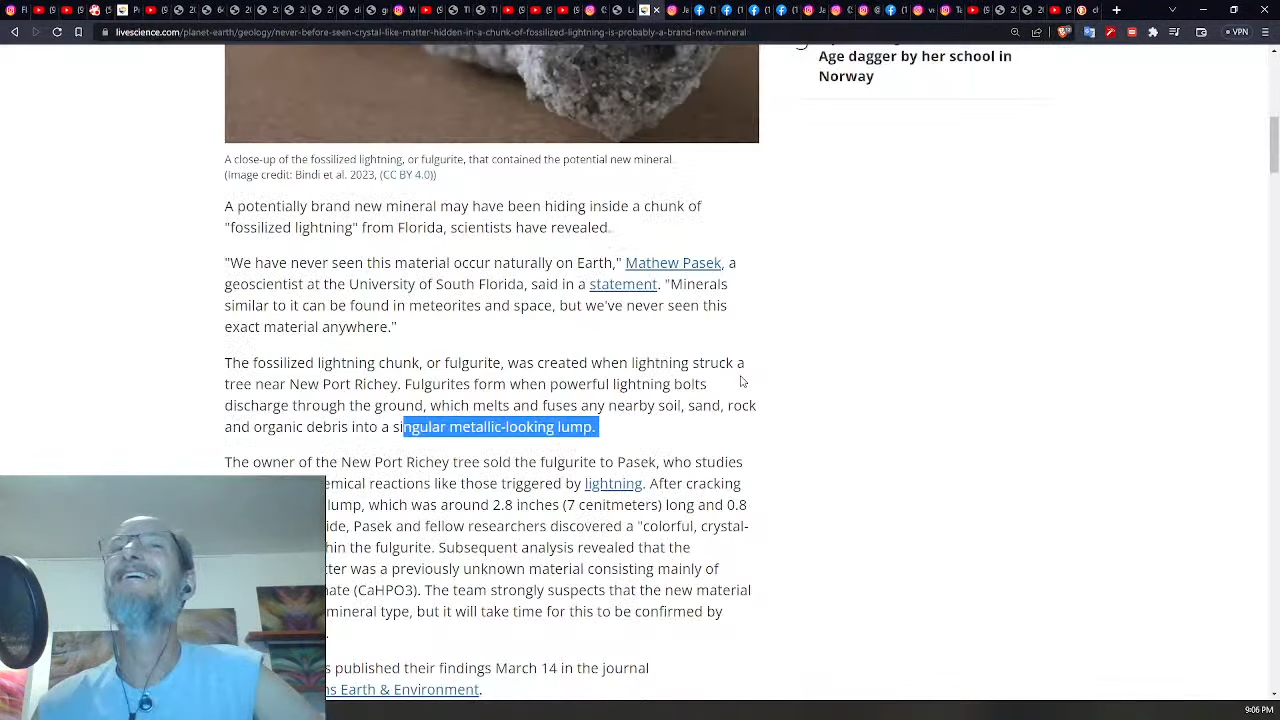 livescience.com/planet-earth/geology/never-before-seen-crystal-like-matter-hidden-in-a-chunk-of-fossilized-lightning-is-probably-a-brand-new-mineral
VPN
Age dagger by her school in
Norway
A close-up of the fossilized lightning, or fulgurite, that contained the potential new mineral.
(Image credit: Bindi et al. 2023, (CC BY 4.0))
A potentially brand new mineral may have been hiding inside a chunk of
"fossilized lightning" from Florida, scientists have revealed.
"We have never seen this material occur naturally on Earth," Mathew Pasek, a
geoscientist at the University of South Florida, said in a statement. "Minerals
similar to it can be found in meteorites and space, but we've never seen this
exact material anywhere."
The fossilized lightning chunk, or fulgurite, was created when lightning struck a
tree near New Port Richey. Fulgurites form when powerful lightning bolts
discharge through the ground, which melts and fuses any nearby soil, sand, rock
and organic debris into a singular metallic-looking lump.
The owner of the New Port Richey tree sold the fulgurite to Pasek, who studies
emical reactions like those triggered by lightning. After cracking
lump, which was around 2.8 inches (7 cenitmeters) long and 0.8
ide, Pasek and fellow researchers discovered a "colorful, crystal-
hin the fulgurite. Subsequent analysis revealed that the
tter was a previously unknown material consisting mainly of
ate (CaHPO3). The team strongly suspects that the new material
mineral type, but it will take time for this to be confirmed by
s published their findings March 14 in the journal
ns Earth & Environment.
9:06 PM